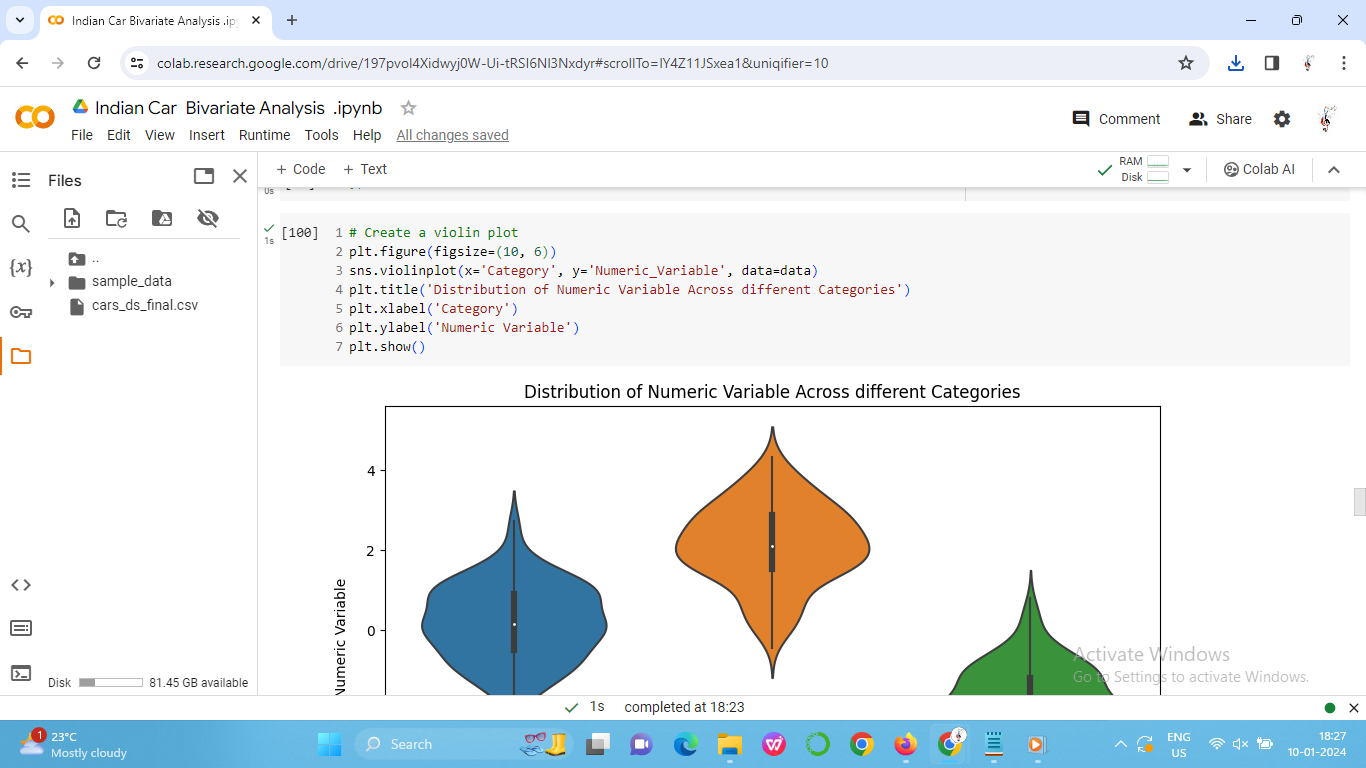 Indian Car Bivariate Analysis .ip
colab.research.google.com/drive/197pvol4Xidwyj0W-Ui-tRSI6NI3Nxdyr#scrollTo=IY4Z11JSxea1&uniqifier=10
Indian Car  Bivariate Analysis  .ipynb
File Edit View Insert Runtime Tools Help All changes saved
Comment Share
Files
+ Code + Text
RAM
Disk
Colab AI
..
sample_data
cars_ds_final.csv
{x}
0s
1s
[100]
1 # Create a violin plot
2 plt.figure(figsize=(10, 6))
3 sns.violinplot(x='Category', y='Numeric_Variable', data=data)
4 plt.title('Distribution of Numeric Variable Across different Categories')
5 plt.xlabel('Category')
6 plt.ylabel('Numeric Variable')
7 plt.show()
Distribution of Numeric Variable Across different Categories
4
2
0
Numeric Variable
Activate Windows
Go to Settings to activate Windows.
Disk 81.45 GB available
1s completed at 18:23
1
23°C
Mostly cloudy
Search
ENG
US
18:27
10-01-2024